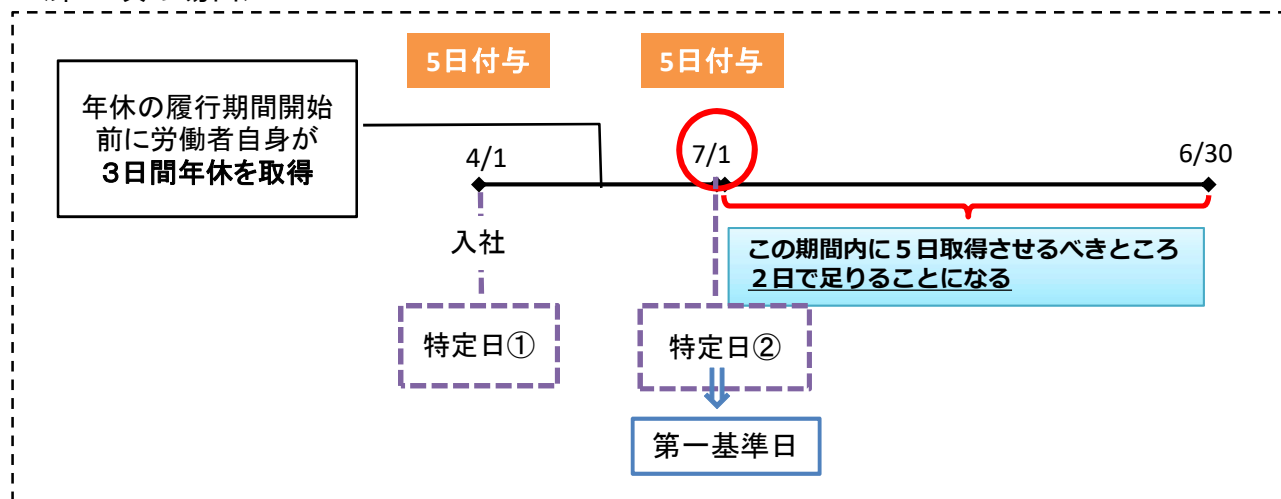 5日付与
5日付与
年休の履行期間開始
前に労働者自身が
３日間年休を取得
4/1
7/1
6/30
入社
この期間内に５日取得させるべきところ
２日で足りることになる
特定日①
特定日②
第一基準日